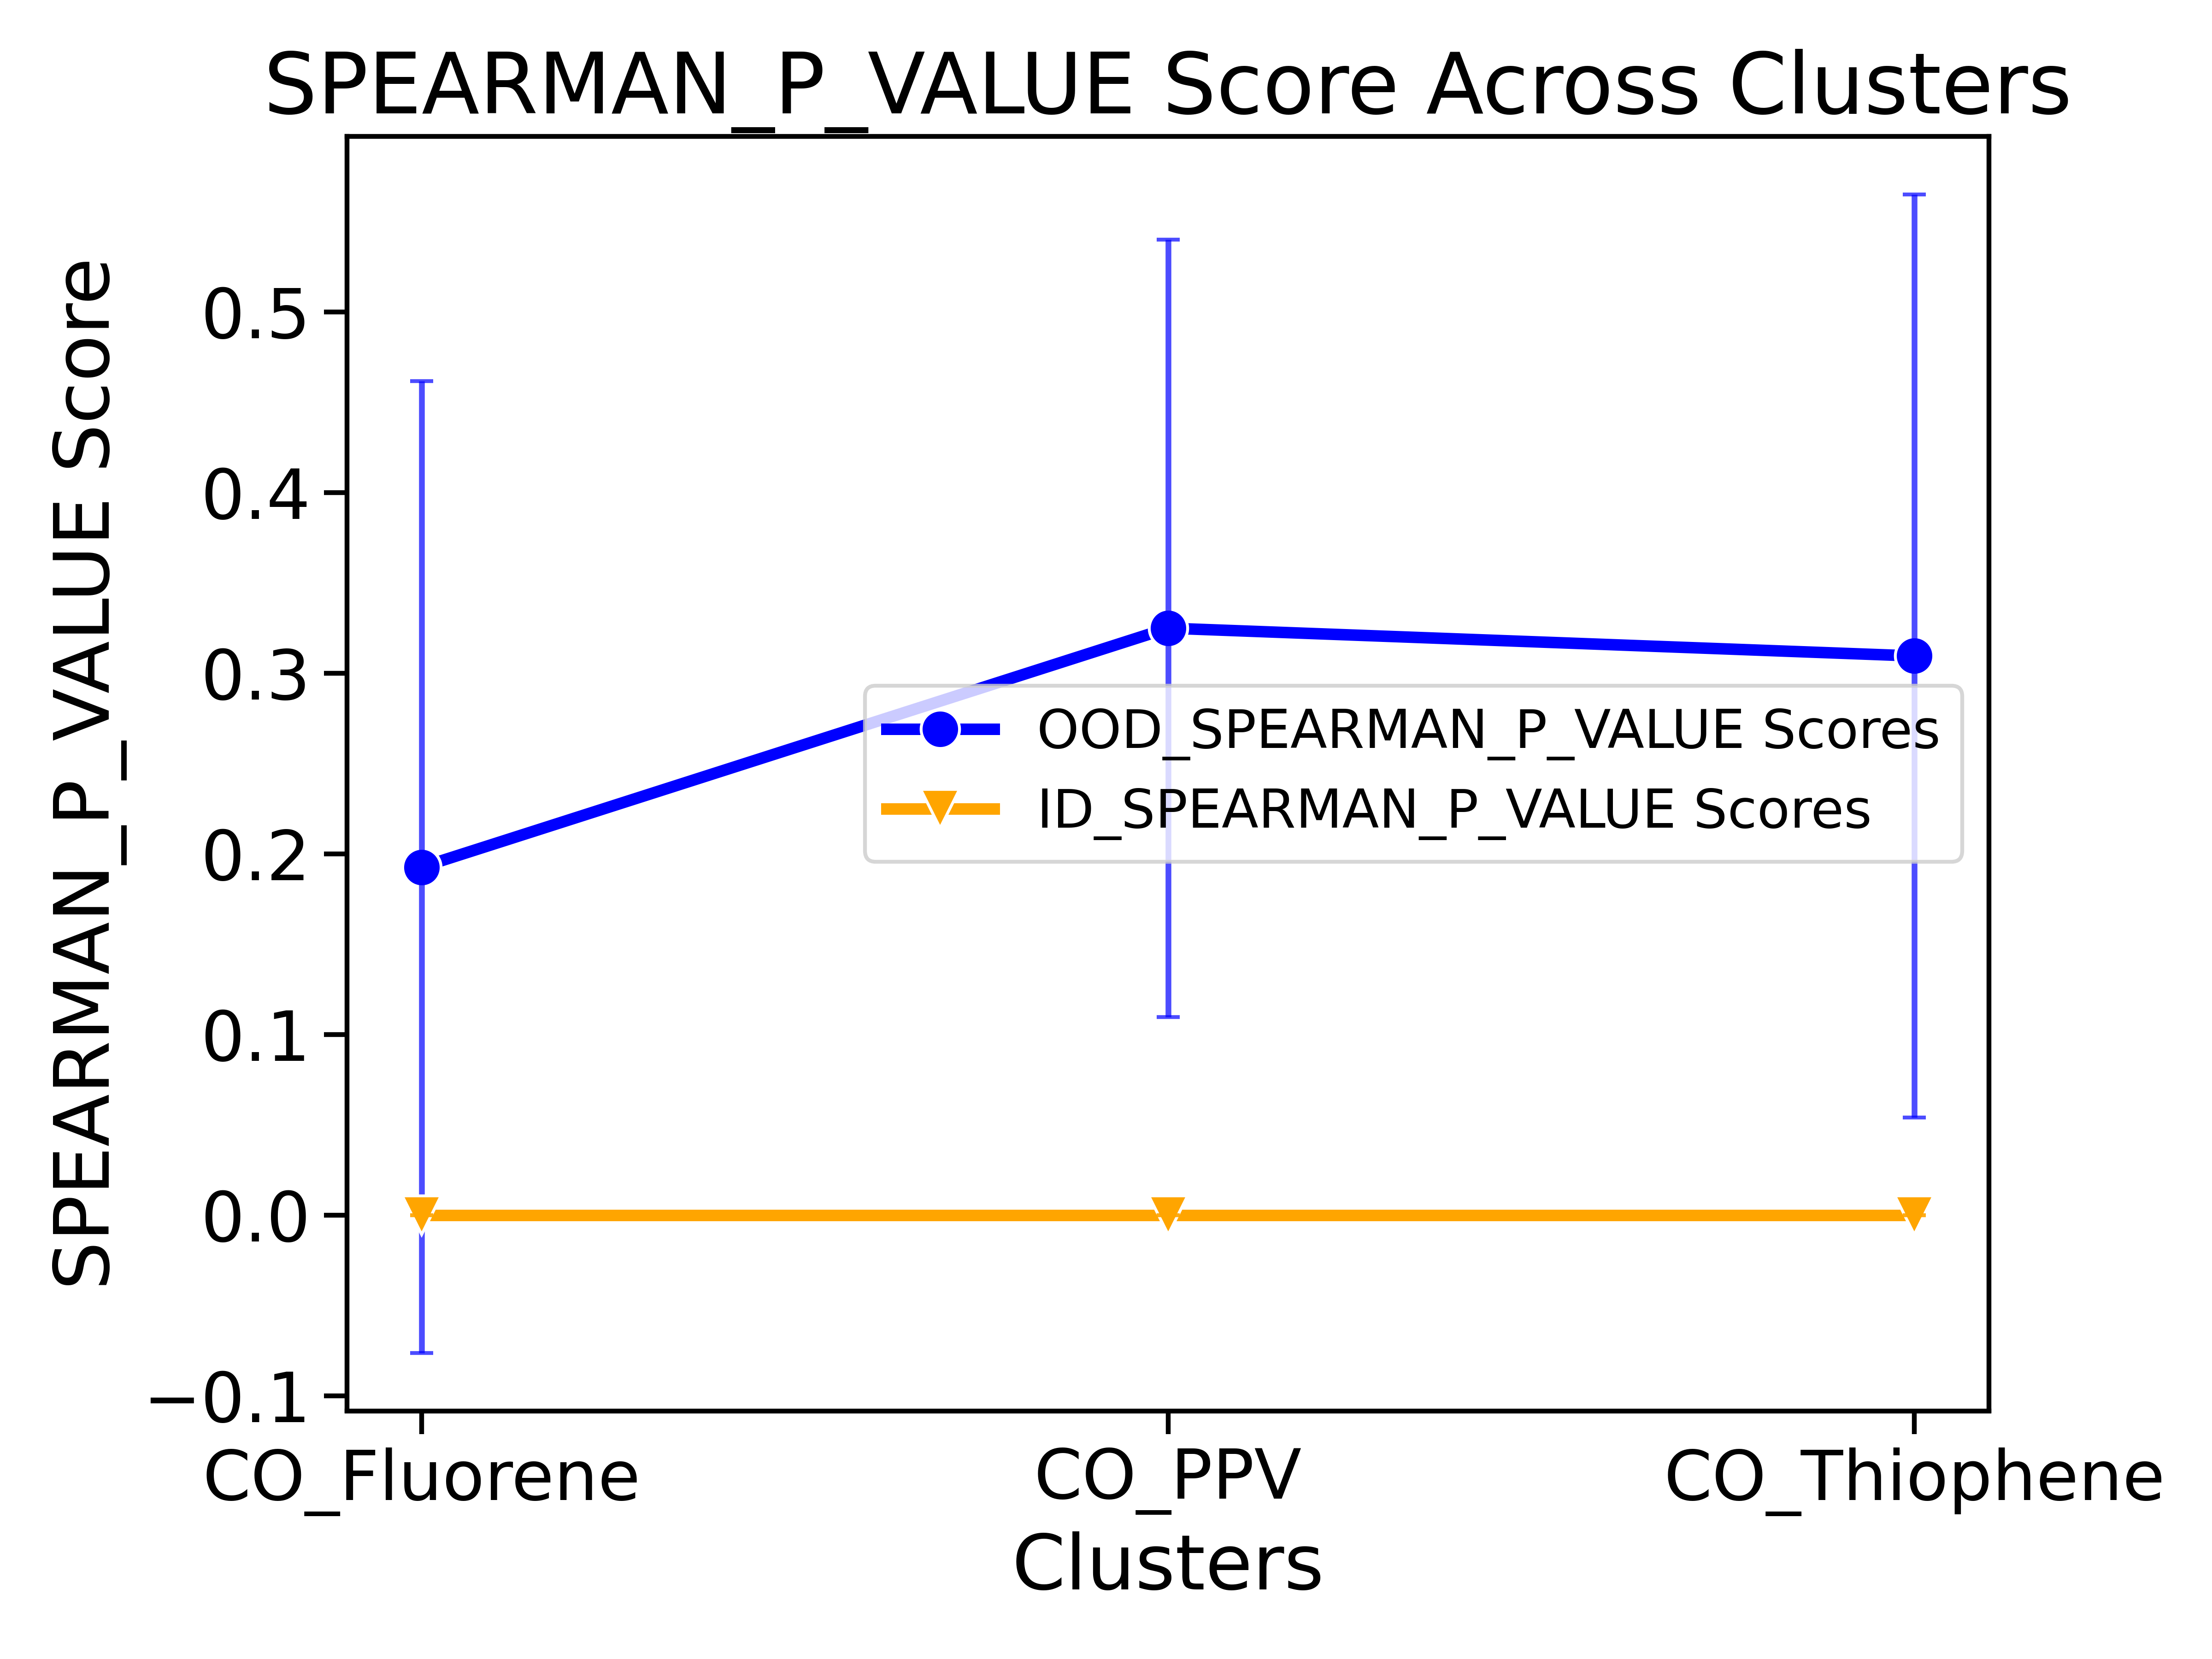 SPEARMAN_P_VALUE Score Across Clusters
SPEARMAN_P_VALUE Score
0.5
0.4
0.3
0.2
0.1
0.0
−0.1
OOD_SPEARMAN_P_VALUE Scores
ID_SPEARMAN_P_VALUE Scores
CO_Fluorene
CO_PPV
CO_Thiophene
Clusters